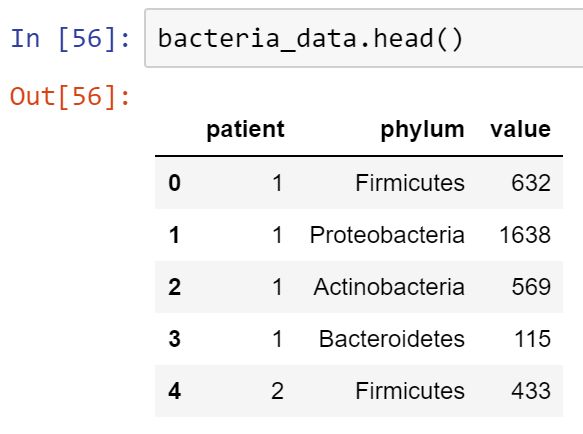 In [56]: bacteria_data.head()
Out[56]:
patient phylum value
0 1 Firmicutes 632
1 1 Proteobacteria 1638
2 1 Actinobacteria 569
3 1 Bacteroidetes 115
4 2 Firmicutes 433